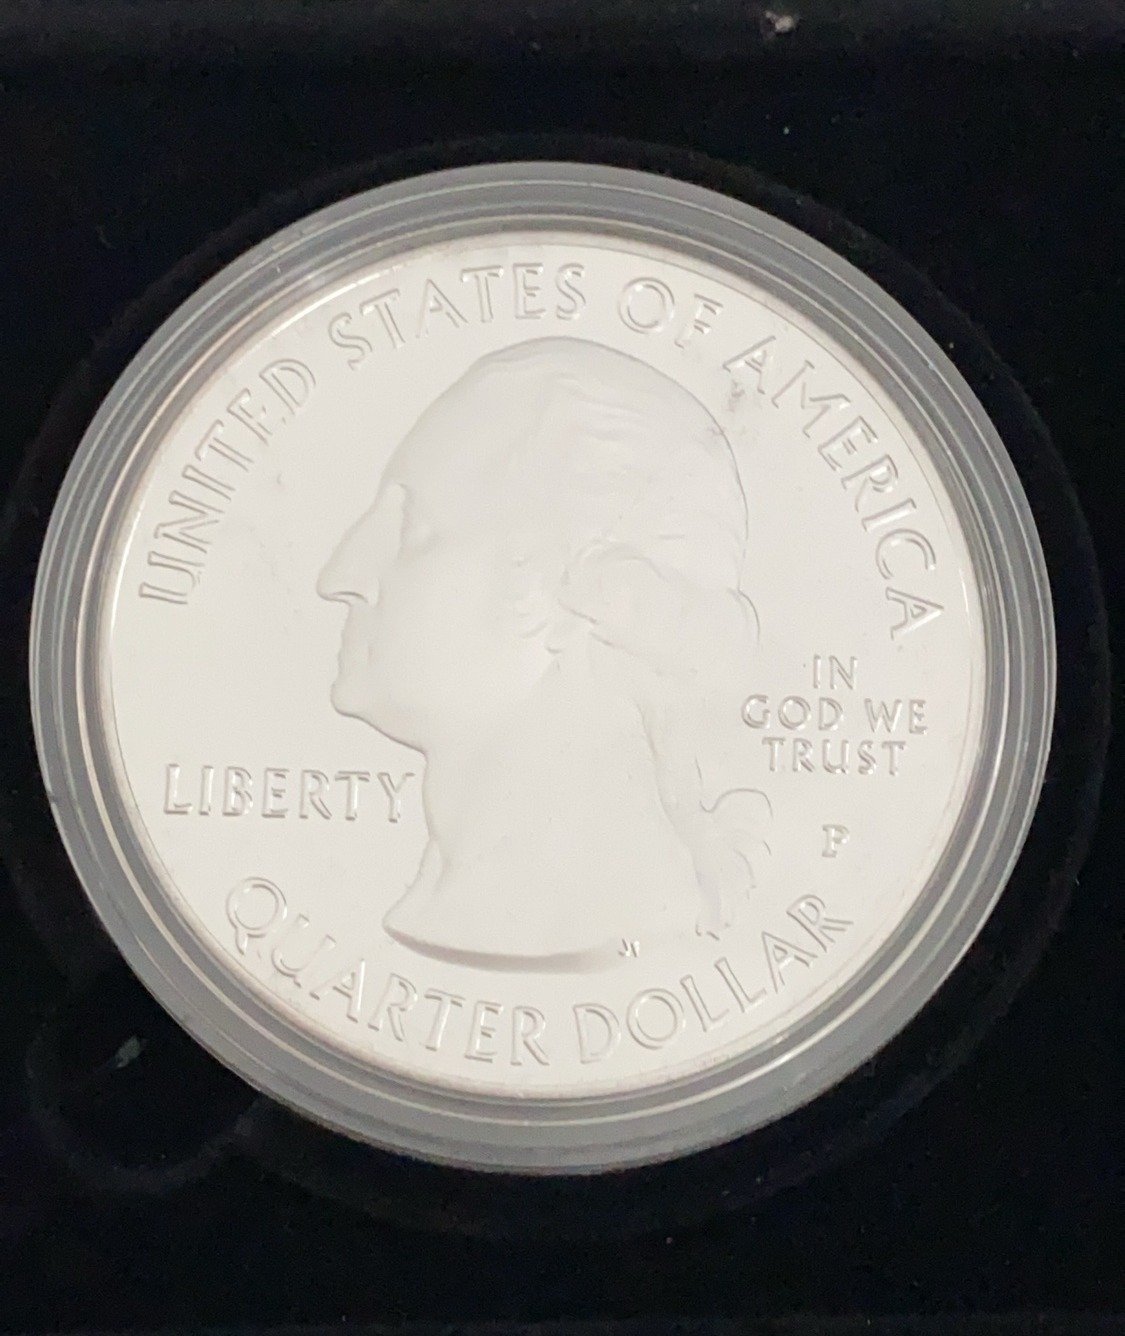 UNITED STATES OF AMERICA
LIBERTY
IN
GOD WE
TRUST
P
QUARTER DOLLAR